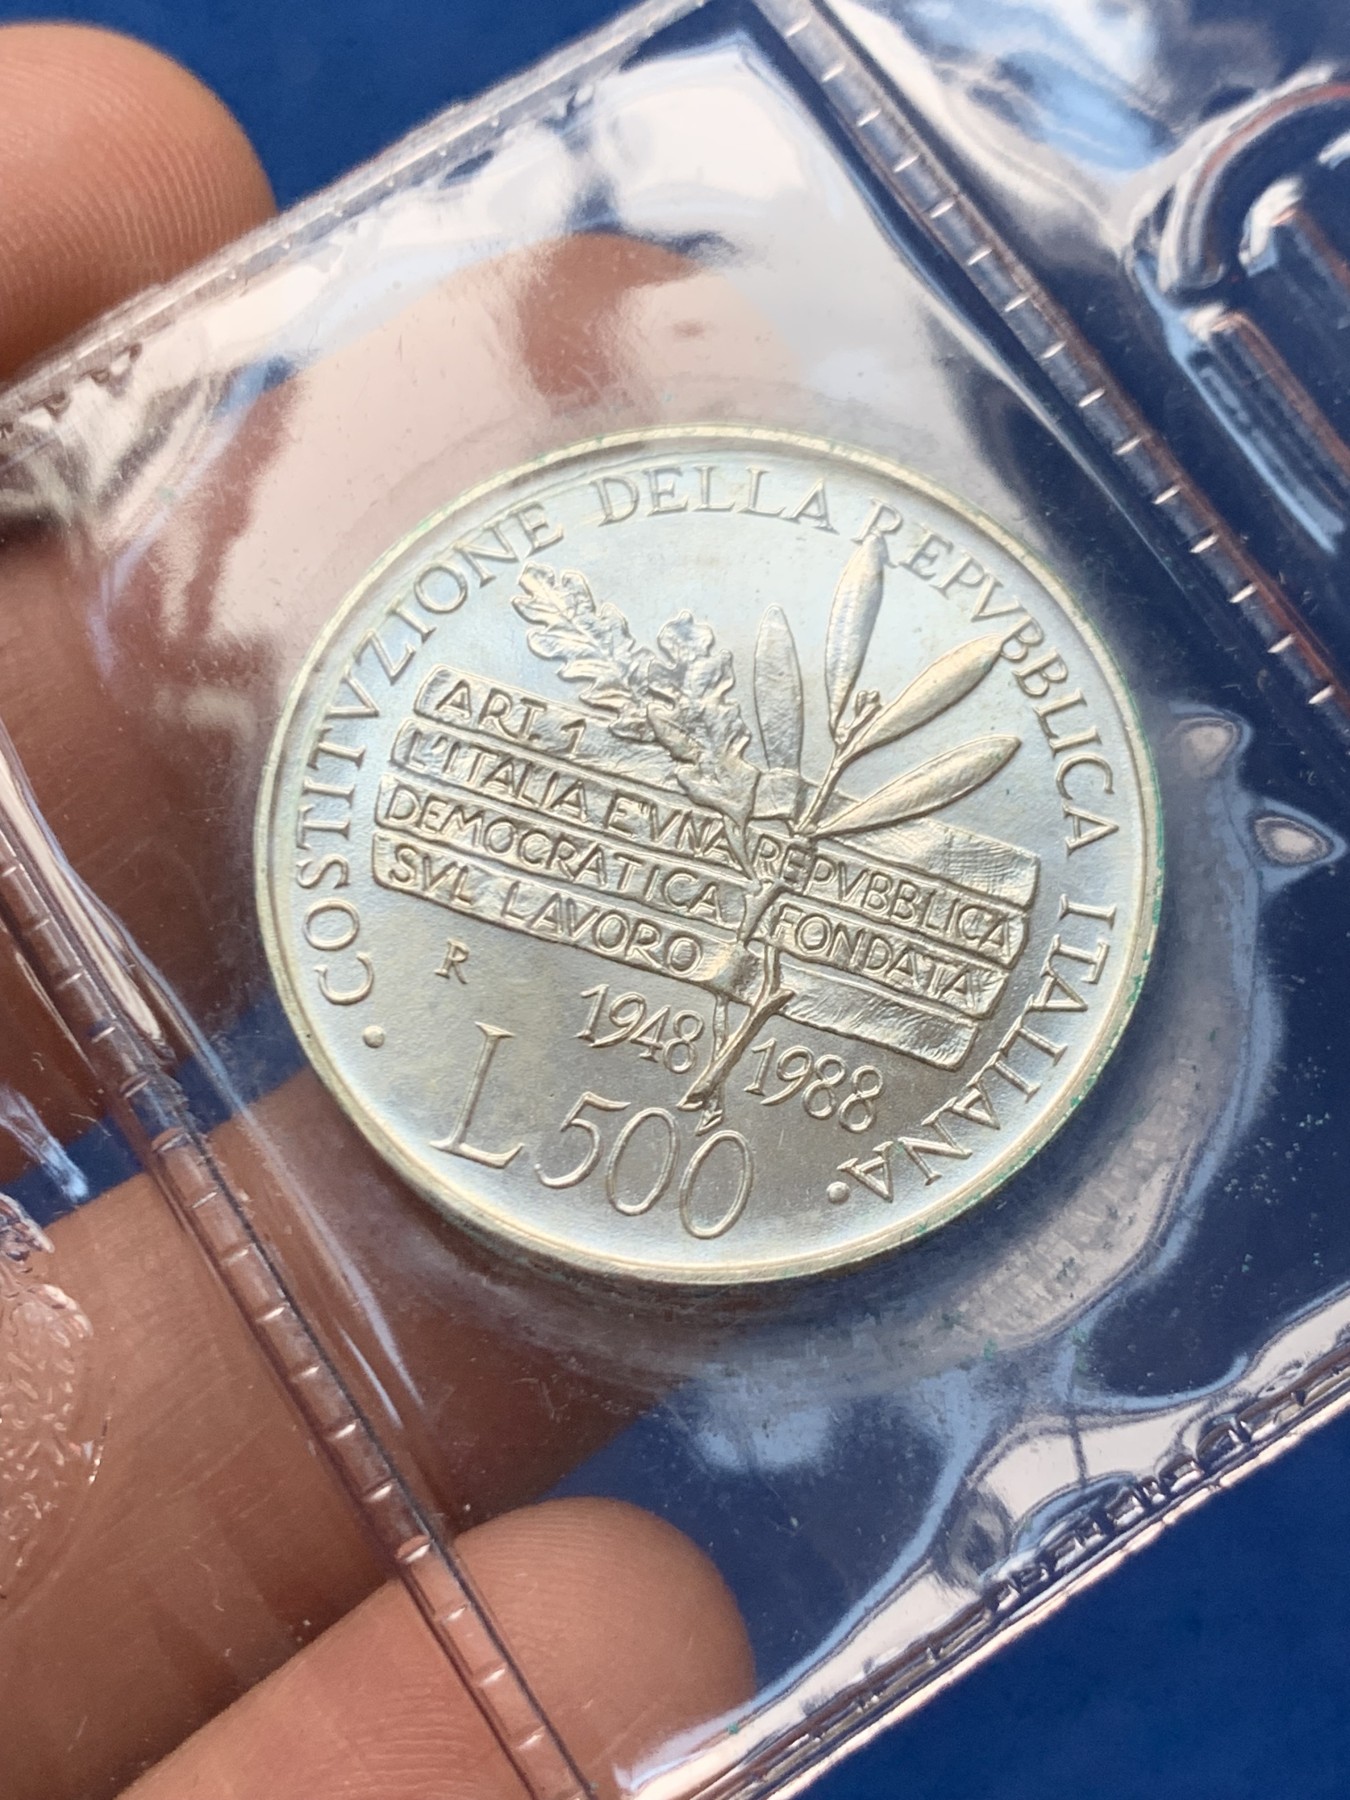 · COSTITVZIONE DELLA REPVBBLICA ITALIANA ·
ART. 1
L'ITALIA E' VNA REPVBBLICA
DEMOCRATICA FONDATA
SVL LAVORO
R
1948 1988
L 500